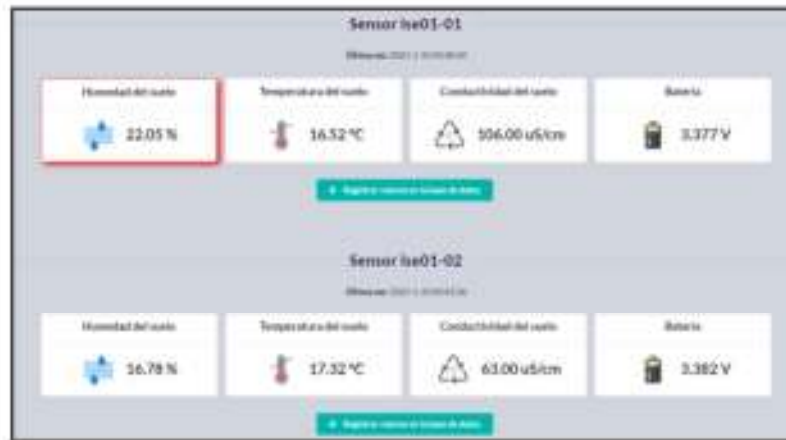 Sensor lse01-01
Humedad del suelo Temperatura del suelo Conductividad del suelo Batería
22.05 % 16.52 °C 106.00 uS/cm 3.377 V
Sensor lse01-02
Humedad del suelo Temperatura del suelo Conductividad del suelo Batería
16.78 % 17.32 °C 63.00 uS/cm 3.382 V